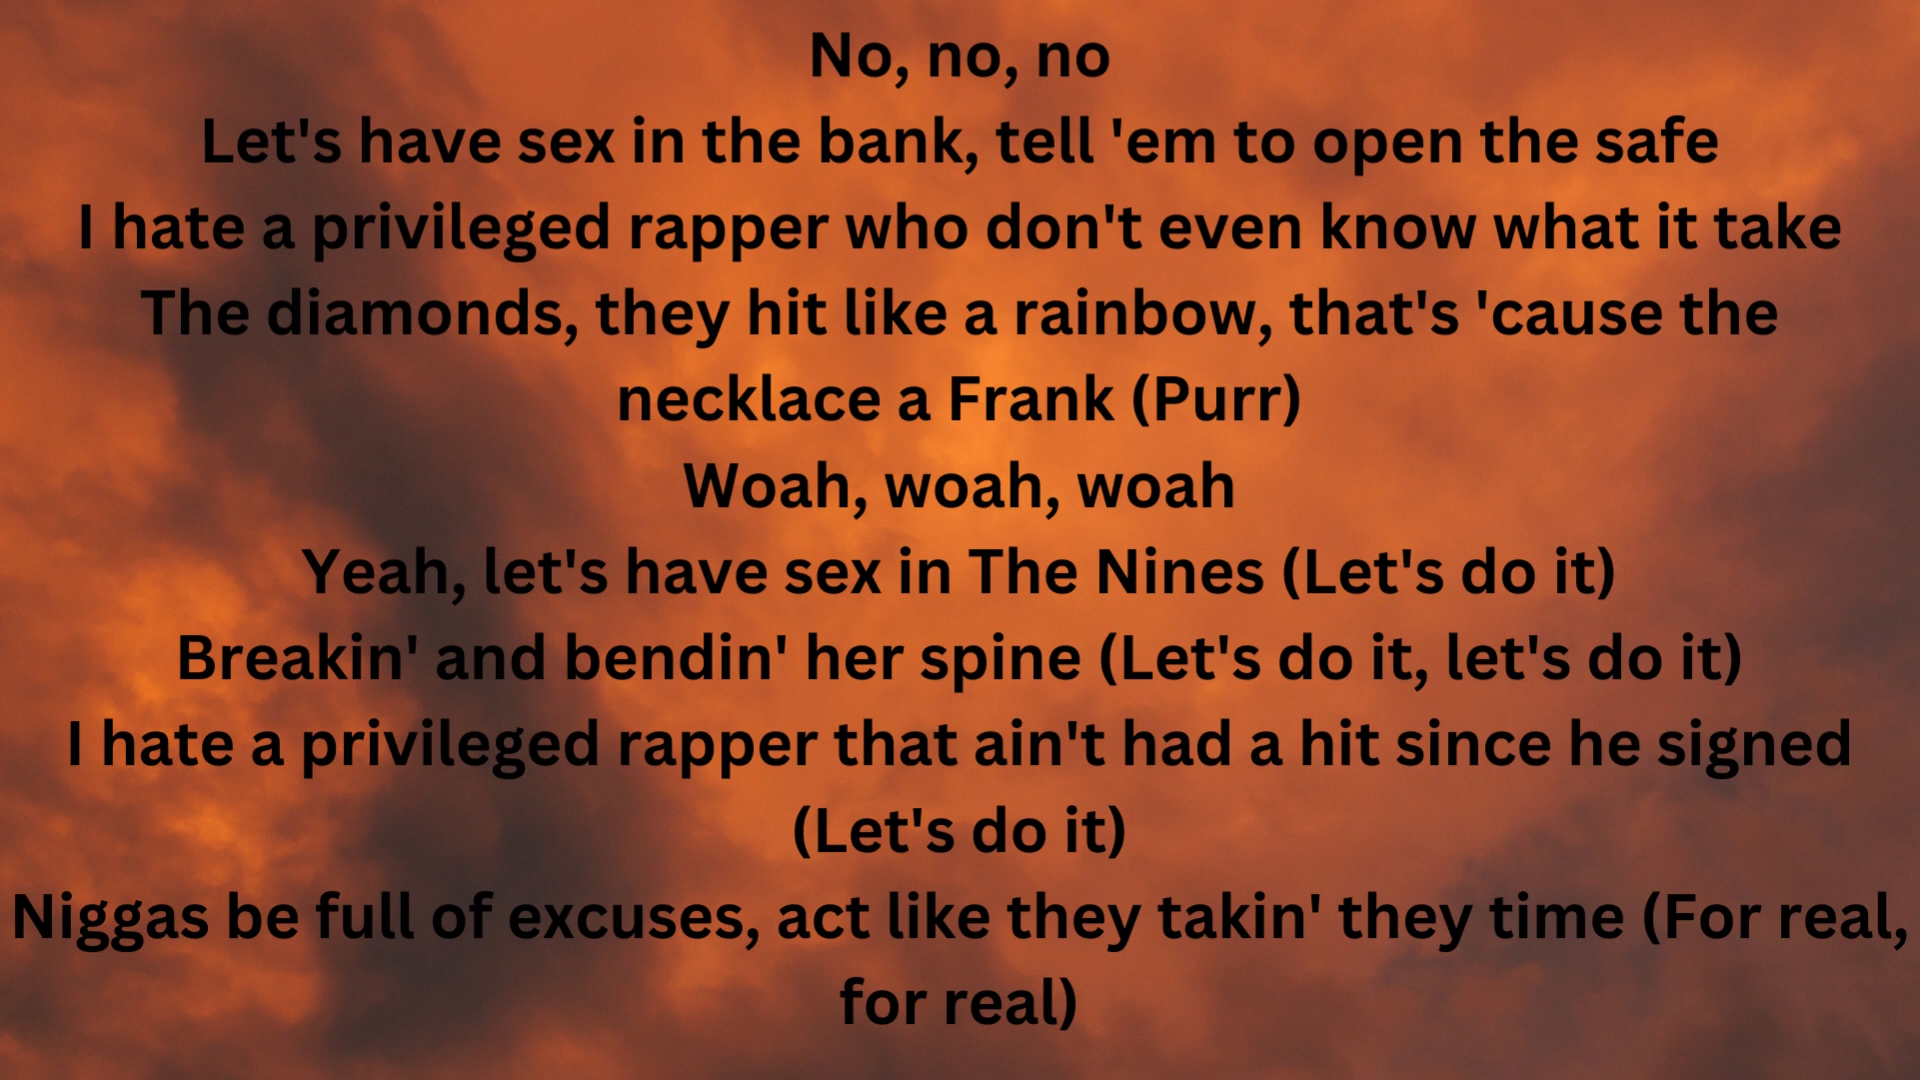 No, no, no
Let's have sex in the bank, tell 'em to open the safe
I hate a privileged rapper who don't even know what it take
The diamonds, they hit like a rainbow, that's 'cause the
necklace a Frank (Purr)
Woah, woah, woah
Yeah, let's have sex in The Nines (Let's do it)
Breakin' and bendin' her spine (Let's do it, let's do it)
I hate a privileged rapper that ain't had a hit since he signed
(Let's do it)
Niggas be full of excuses, act like they takin' they time (For real,
for real)